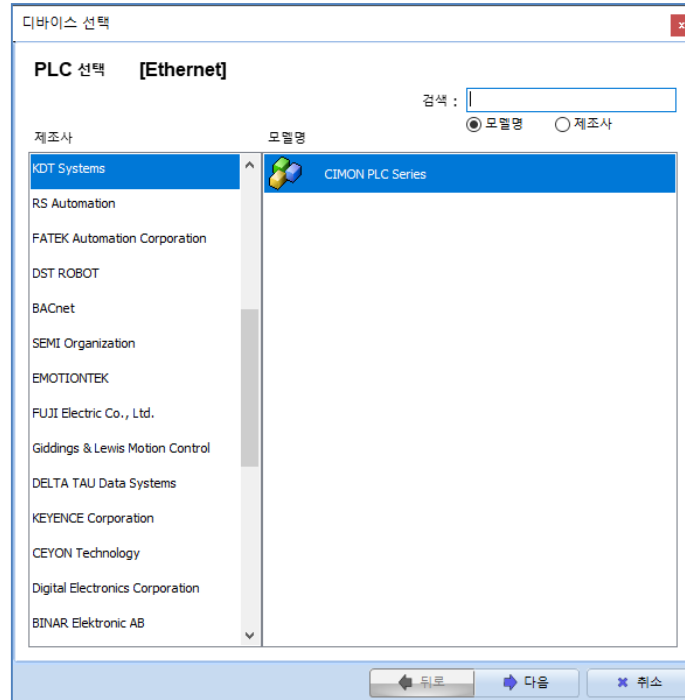 디바이스 선택
x
PLC 선택 [Ethernet]
검색 :
모델명 제조사
제조사 모델명
KDT Systems
CIMON PLC Series
RS Automation
FATEK Automation Corporation
DST ROBOT
BACnet
SEMI Organization
EMOTIONTEK
FUJI Electric Co., Ltd.
Giddings & Lewis Motion Control
DELTA TAU Data Systems
KEYENCE Corporation
CEYON Technology
Digital Electronics Corporation
BINAR Elektronic AB
뒤로 다음 취소